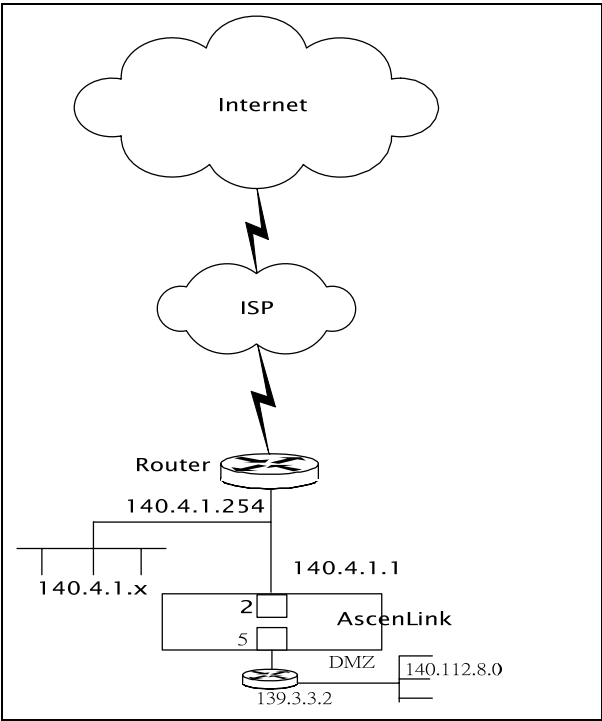 Internet
ISP
Router
140.4.1.254
140.4.1.1
140.4.1.x
2
AscenLink
5
DMZ
140.112.8.0
139.3.3.2